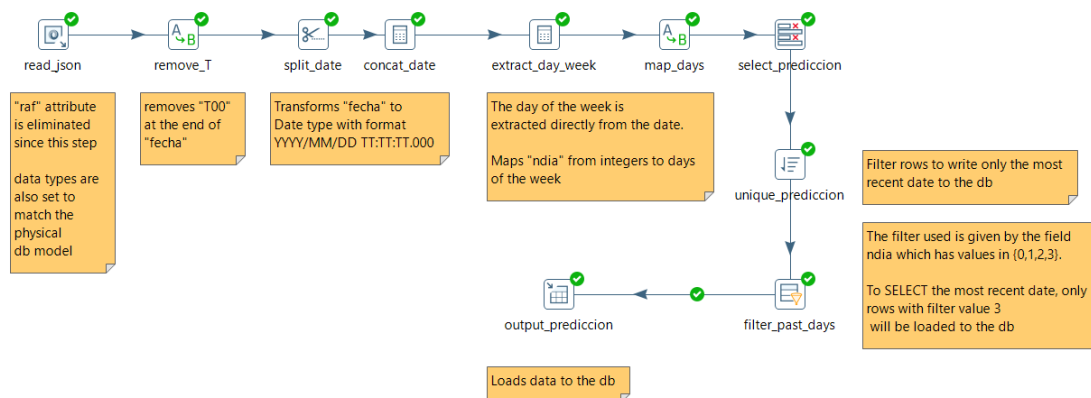 read_json
remove_T
split_date
concat_date
extract_day_week
map_days
select_prediccion
"raf" attribute
is eliminated
since this step
data types are
also set to
match the
physical
db model
removes "T00"
at the end of
"fecha"
Transforms "fecha" to
Date type with format
YYYY/MM/DD TT:TT:TT.000
The day of the week is
extracted directly from the date.
Maps "ndia" from integers to days
of the week
unique_prediccion
Filter rows to write only the most
recent date to the db
The filter used is given by the field
ndia which has values in {0,1,2,3}.
To SELECT the most recent date, only
rows with filter value 3
will be loaded to the db
output_prediccion
filter_past_days
Loads data to the db